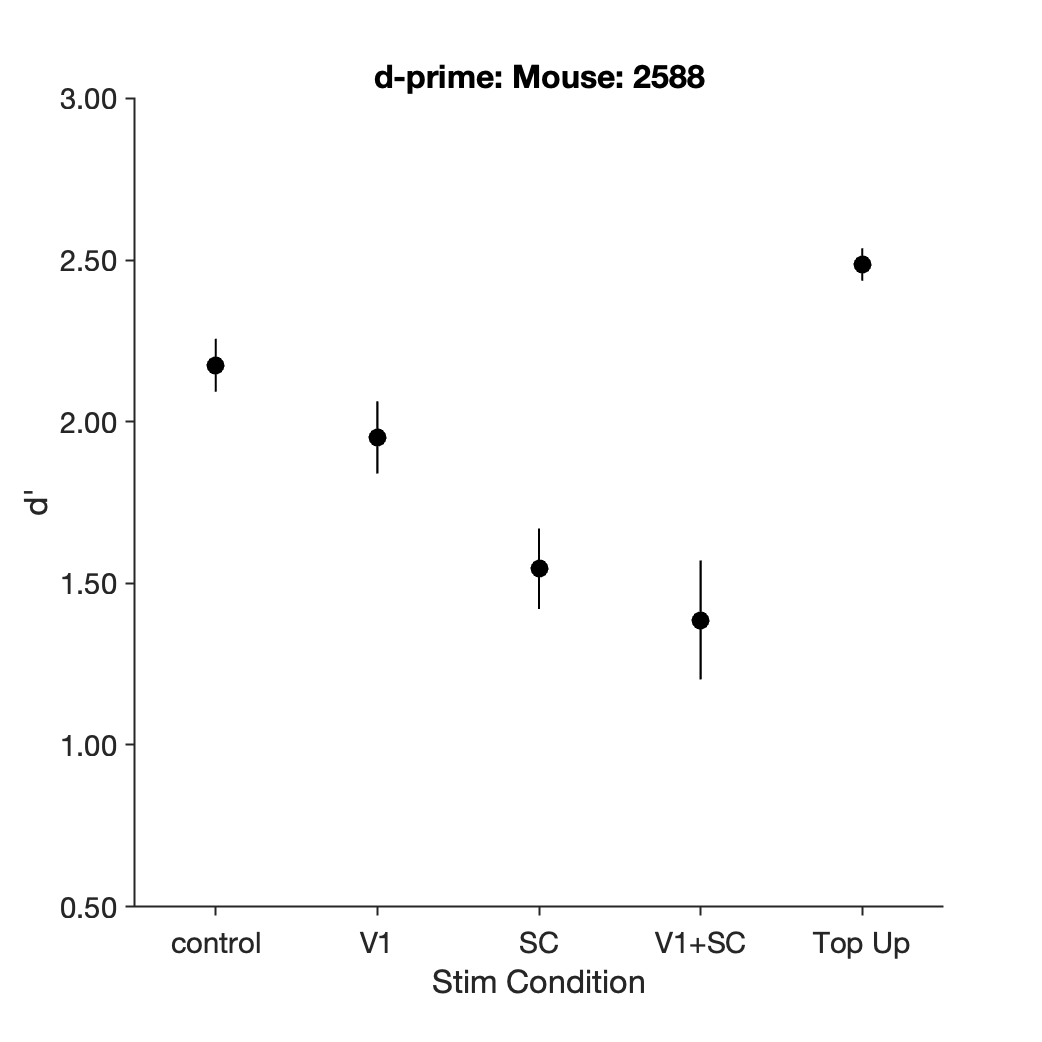 d-prime: Mouse: 2588
3.00
2.50
2.00
1.50
1.00
0.50
d'
control
V1
SC
V1+SC
Top Up
Stim Condition